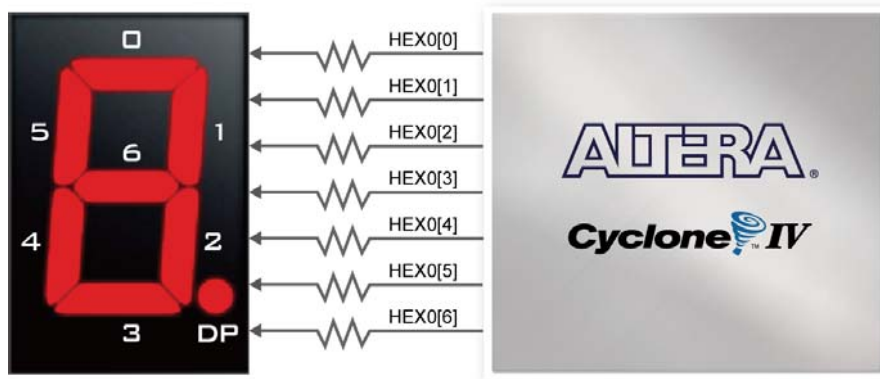 0
5
1
6
4
2
3
DP
HEX0[0]
HEX0[1]
HEX0[2]
HEX0[3]
HEX0[4]
HEX0[5]
HEX0[6]
ALTERA®
Cyclone™ IV